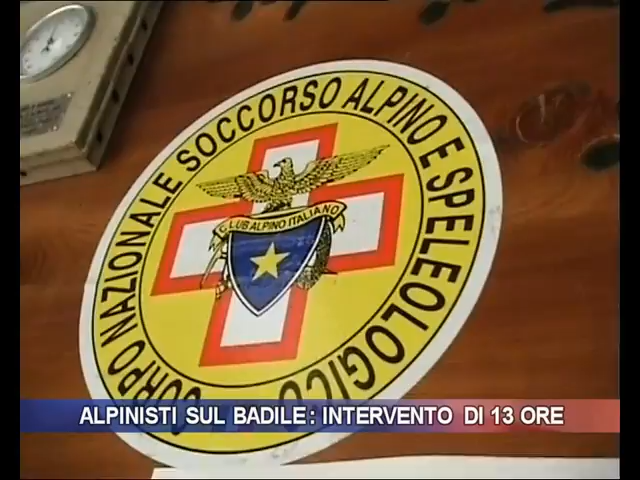 CORPO NAZIONALE SOCCORSO ALPINO E SPELEOLOGICO
CLUB ALPINO ITALIANO
ALPINISTI SUL BADILE: INTERVENTO DI 13 ORE